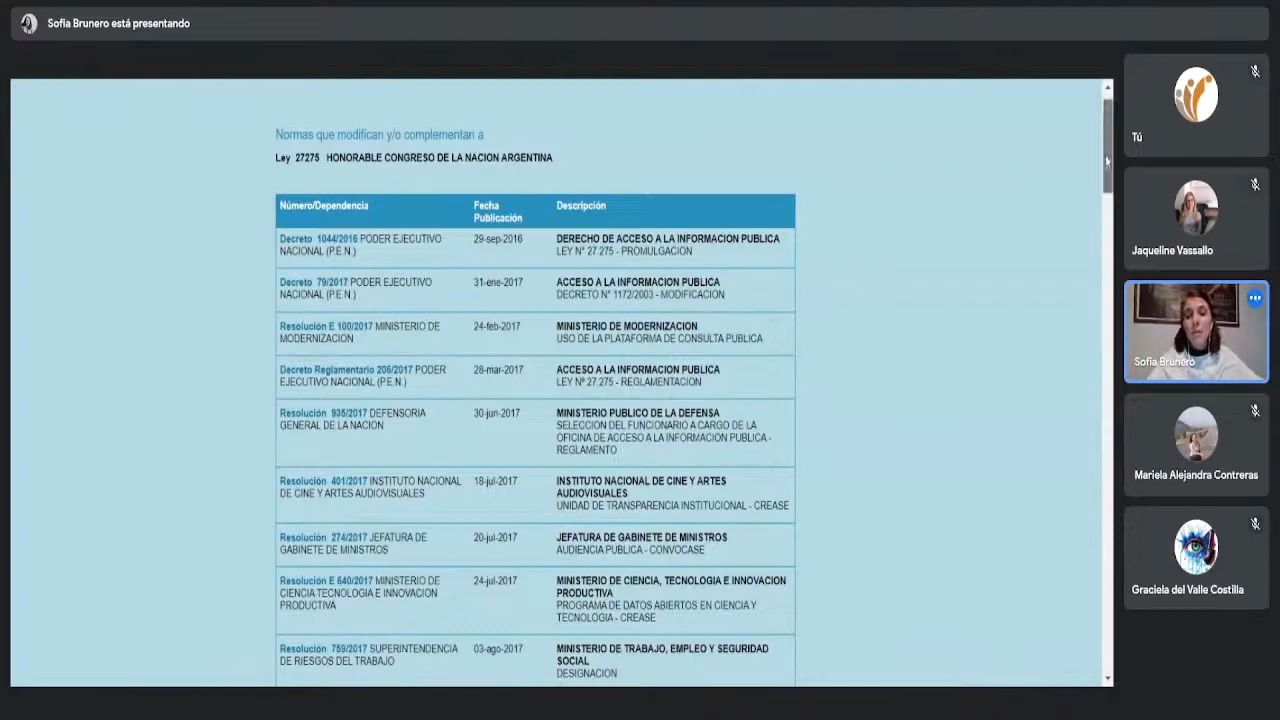 Sofia Brunero está presentando
Normas que modifican y/o complementan a
Ley 27275 HONORABLE CONGRESO DE LA NACION ARGENTINA
Número/Dependencia
Fecha
Publicación
Descripción
Decreto 1044/2016 PODER EJECUTIVO
NACIONAL (P.E.N.)
29-sep-2016
DERECHO DE ACCESO A LA INFORMACION PUBLICA
LEY N° 27.275 - PROMULGACION
Decreto 79/2017 PODER EJECUTIVO
NACIONAL (P.E.N.)
31-ene-2017
ACCESO A LA INFORMACION PUBLICA
DECRETO N° 1172/2003 - MODIFICACION
Resolución E 100/2017 MINISTERIO DE
MODERNIZACION
24-feb-2017
MINISTERIO DE MODERNIZACION
USO DE LA PLATAFORMA DE CONSULTA PUBLICA
Decreto Reglamentario 206/2017 PODER
EJECUTIVO NACIONAL (P.E.N.)
28-mar-2017
ACCESO A LA INFORMACION PUBLICA
LEY Nº 27.275 - REGLAMENTACION
Resolución 935/2017 DEFENSORIA
GENERAL DE LA NACION
30-jun-2017
MINISTERIO PUBLICO DE LA DEFENSA
SELECCION DEL FUNCIONARIO A CARGO DE LA
OFICINA DE ACCESO A LA INFORMACION PUBLICA -
REGLAMENTO
Resolución 401/2017 INSTITUTO NACIONAL
DE CINE Y ARTES AUDIOVISUALES
18-jul-2017
INSTITUTO NACIONAL DE CINE Y ARTES
AUDIOVISUALES
UNIDAD DE TRANSPARENCIA INSTITUCIONAL - CREASE
Resolución 274/2017 JEFATURA DE
GABINETE DE MINISTROS
20-jul-2017
JEFATURA DE GABINETE DE MINISTROS
AUDIENCIA PUBLICA - CONVOCASE
Resolución E 640/2017 MINISTERIO DE
CIENCIA TECNOLOGIA E INNOVACION
PRODUCTIVA
24-jul-2017
MINISTERIO DE CIENCIA, TECNOLOGIA E INNOVACION
PRODUCTIVA
PROGRAMA DE DATOS ABIERTOS EN CIENCIA Y
TECNOLOGIA - CREASE
Resolución 759/2017 SUPERINTENDENCIA
DE RIESGOS DEL TRABAJO
03-ago-2017
MINISTERIO DE TRABAJO, EMPLEO Y SEGURIDAD
SOCIAL
DESIGNACION
Tú
Jaqueline Vassallo
Sofia Brunero
Mariela Alejandra Contreras
Graciela del Valle Costilla